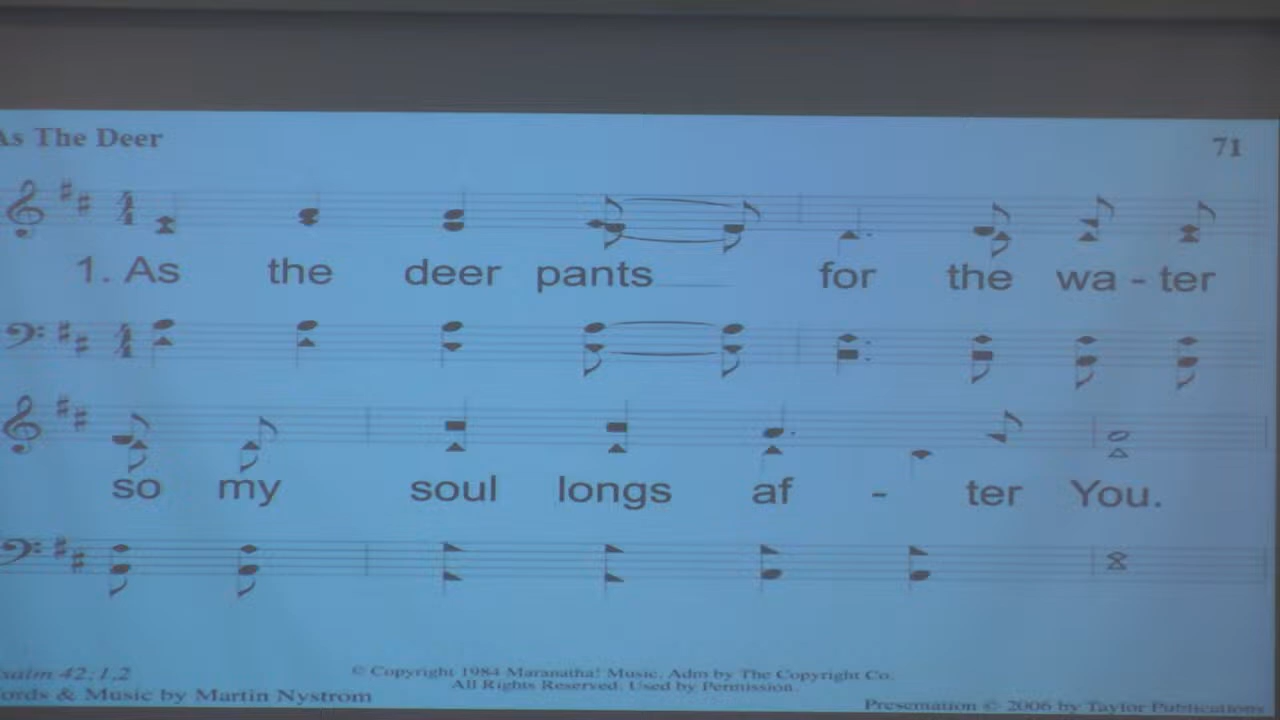 As The Deer
71
1. As the deer pants for the wa - ter
so my soul longs af - ter You.
Psalm 42:1,2
Words & Music by Martin Nystrom
© Copyright 1984 Maranatha! Music. Adm by The Copyright Co.
All Rights Reserved. Used by Permission.
Presentation © 2006 by Taylor Publications